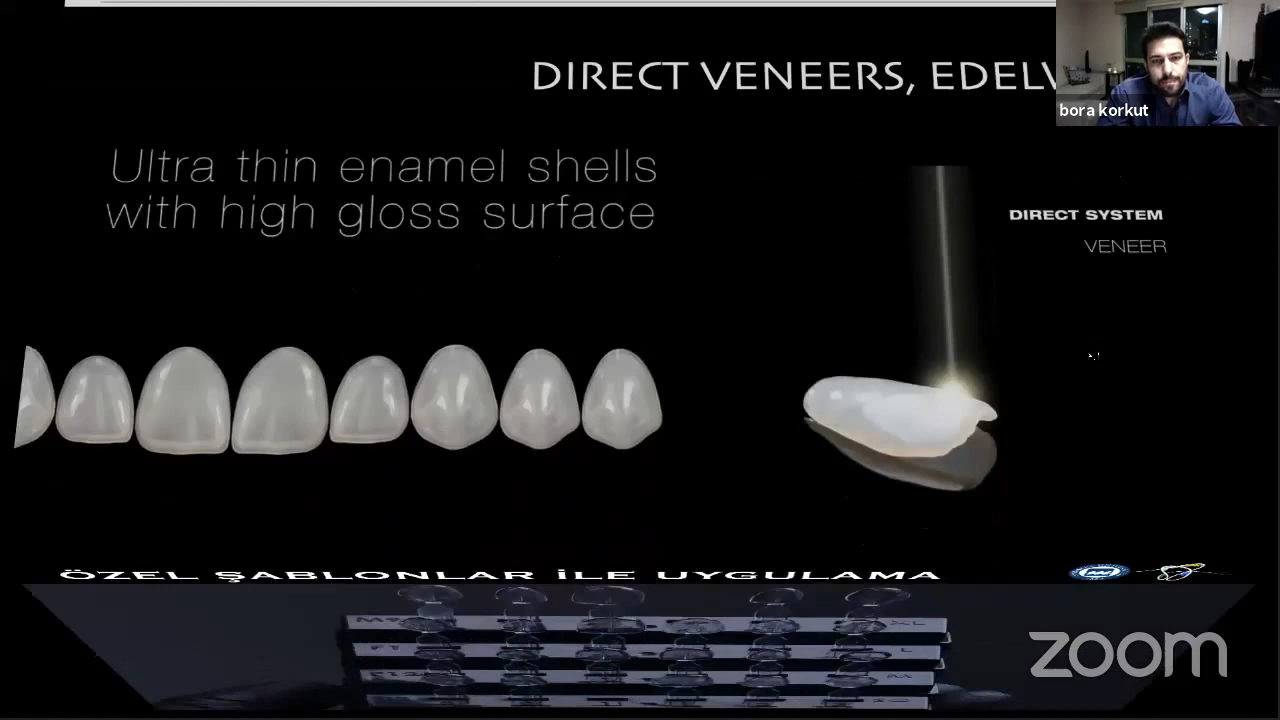 DIRECT VENEERS, EDELV
bora korkut
Ultra thin enamel shells
with high gloss surface
DIRECT SYSTEM
VENEER
ÖZEL ŞABLONLAR İLE UYGULAMA
XL
L
M
zoom